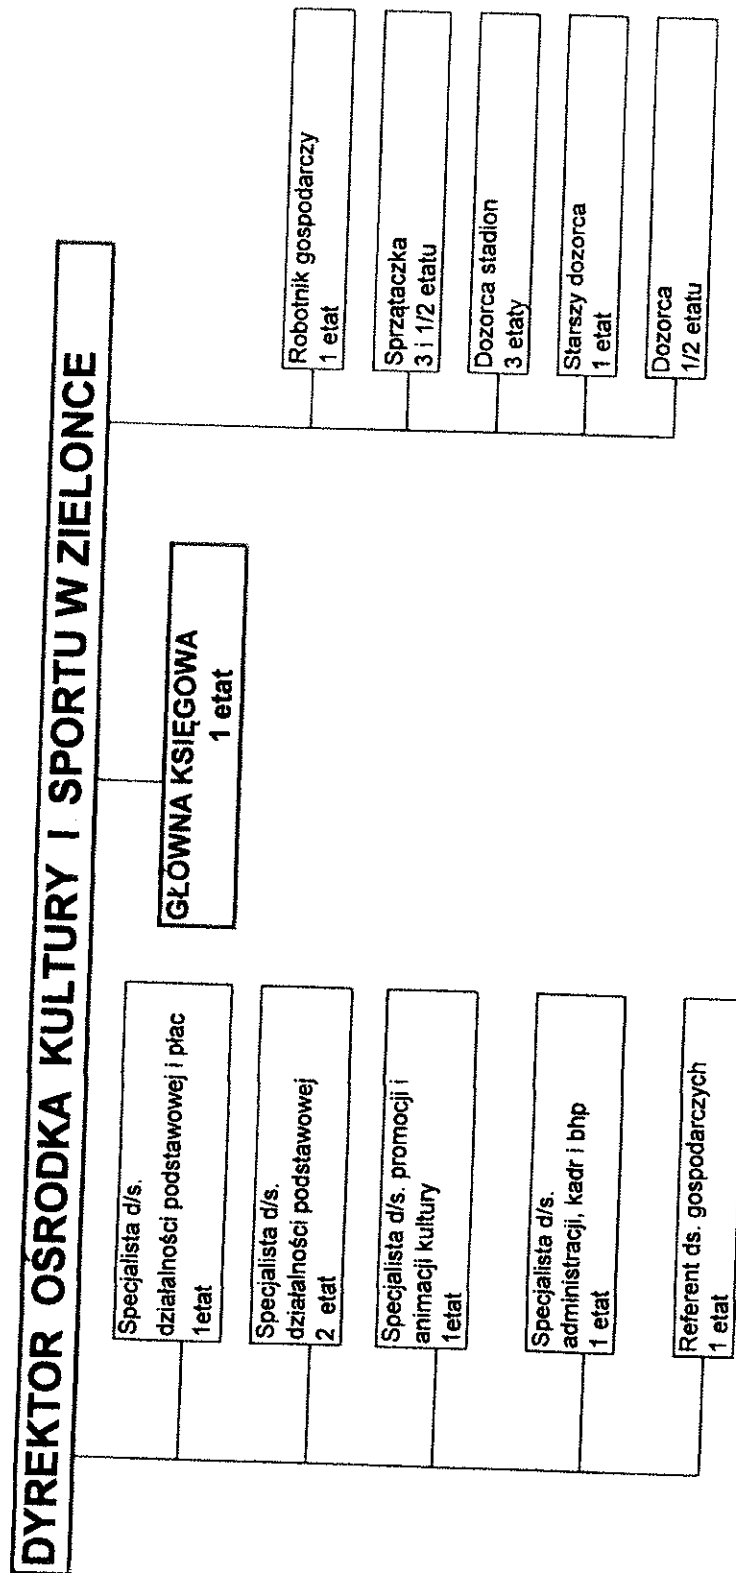 DYREKTOR OŚRODKA KULTURY I SPORTU W ZIELONCE
GŁÓWNA KSIĘGOWA
1 etat
Specjalista d/s.
działalności podstawowej i płac
1etat
Specjalista d/s.
działalności podstawowej
2 etat
Specjalista d/s. promocji i
animacji kultury
1etat
Specjalista d/s.
administracji, kadr i bhp
1 etat
Referent ds. gospodarczych
1 etat
Robotnik gospodarczy
1 etat
Sprzątaczka
3 i 1/2 etatu
Dozorca stadion
3 etaty
Starszy dozorca
1 etat
Dozorca
1/2 etatu